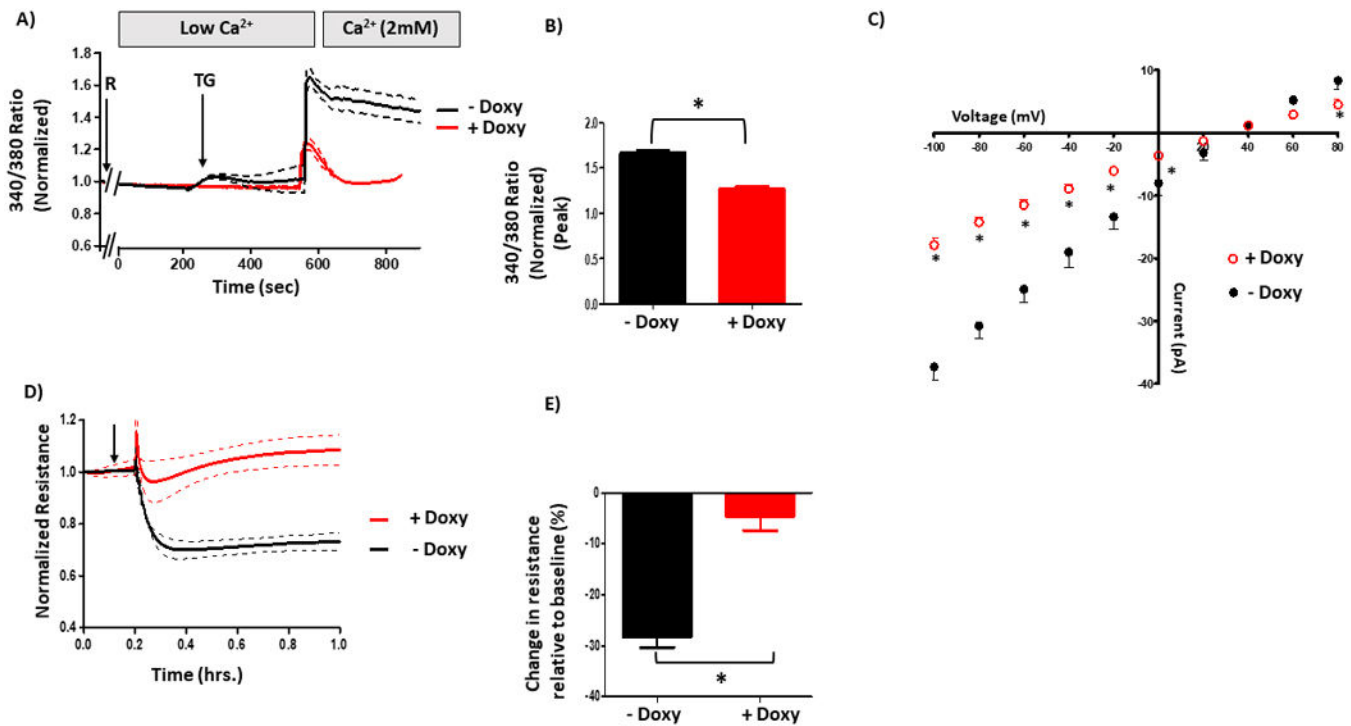 A)
Low Ca²⁺
Ca²⁺ (2mM)
1.8
1.6
1.4
1.2
1.0
0.8
0.6
340/380 Ratio
(Normalized)
R
TG
- Doxy
+ Doxy
0
200
400
600
800
Time (sec)
B)
*
2.0
1.5
1.0
0.5
0.0
340/380 Ratio
(Normalized)
(Peak)
- Doxy
+ Doxy
C)
10
Voltage (mV)
-100 -80 -60 -40 -20 20 40 60 80
*
*
*
*
*
*
*
-10
-20
-30
-40
Current (pA)
+ Doxy
- Doxy
D)
1.2
1.0
0.8
0.6
0.4
Normalized Resistance
+ Doxy
- Doxy
0.0 0.2 0.4 0.6 0.8 1.0
Time (hrs.)
E)
0
-10
-20
-30
-40
Change in resistance
relative to baseline (%)
*
- Doxy
+ Doxy